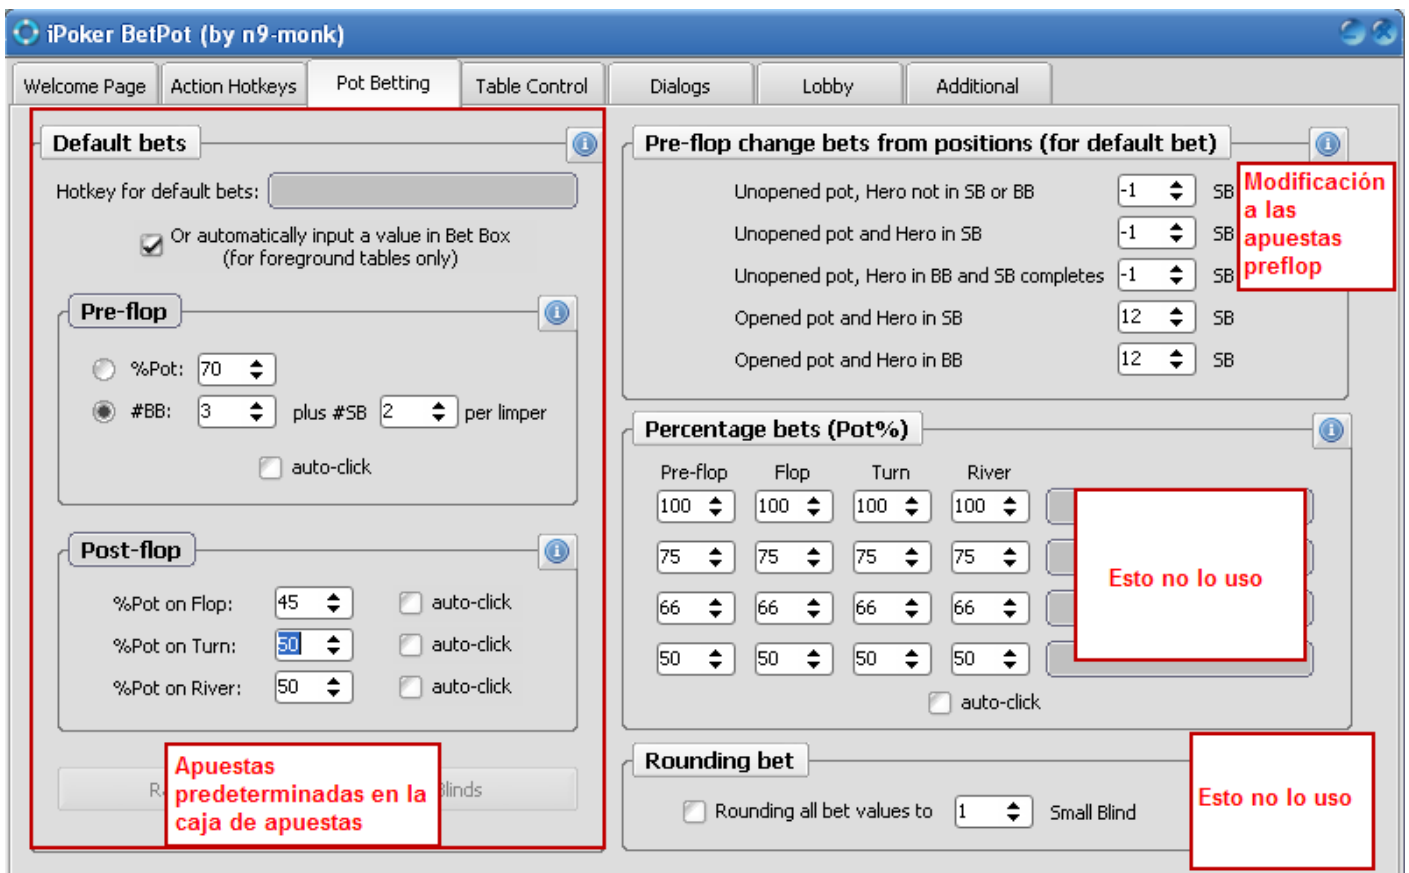 iPoker BetPot (by n9-monk)
Welcome Page Action Hotkeys Pot Betting Table Control Dialogs Lobby Additional
Default bets
Hotkey for default bets:
Or automatically input a value in Bet Box
(for foreground tables only)
Pre-flop
%Pot: 70
#BB: 3 plus #SB 2 per limper
auto-click
Post-flop
%Pot on Flop: 45 auto-click
%Pot on Turn: 50 auto-click
%Pot on River: 50 auto-click
Apuestas
predeterminadas en la
caja de apuestas
Pre-flop change bets from positions (for default bet)
Unopened pot, Hero not in SB or BB -1 SB
Unopened pot and Hero in SB -1 SB
Unopened pot, Hero in BB and SB completes -1 SB
Opened pot and Hero in SB 12 SB
Opened pot and Hero in BB 12 SB
Modificación
a las
apuestas
preflop
Percentage bets (Pot%)
Pre-flop Flop Turn River
100 100 100 100
75 75 75 75
66 66 66 66
50 50 50 50
auto-click
Esto no lo uso
Rounding bet
Rounding all bet values to 1 Small Blind
Esto no lo uso